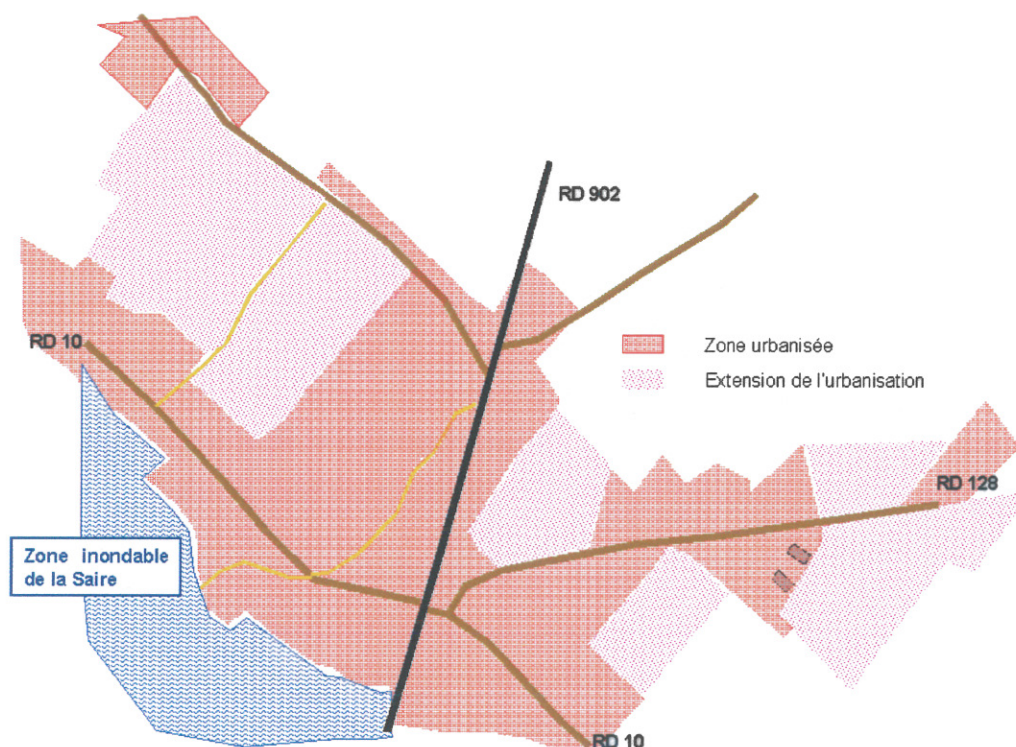 RD 902
RD 10
Zone urbanisée
Extension de l'urbanisation
RD 128
Zone inondable
de la Saire
RD 10